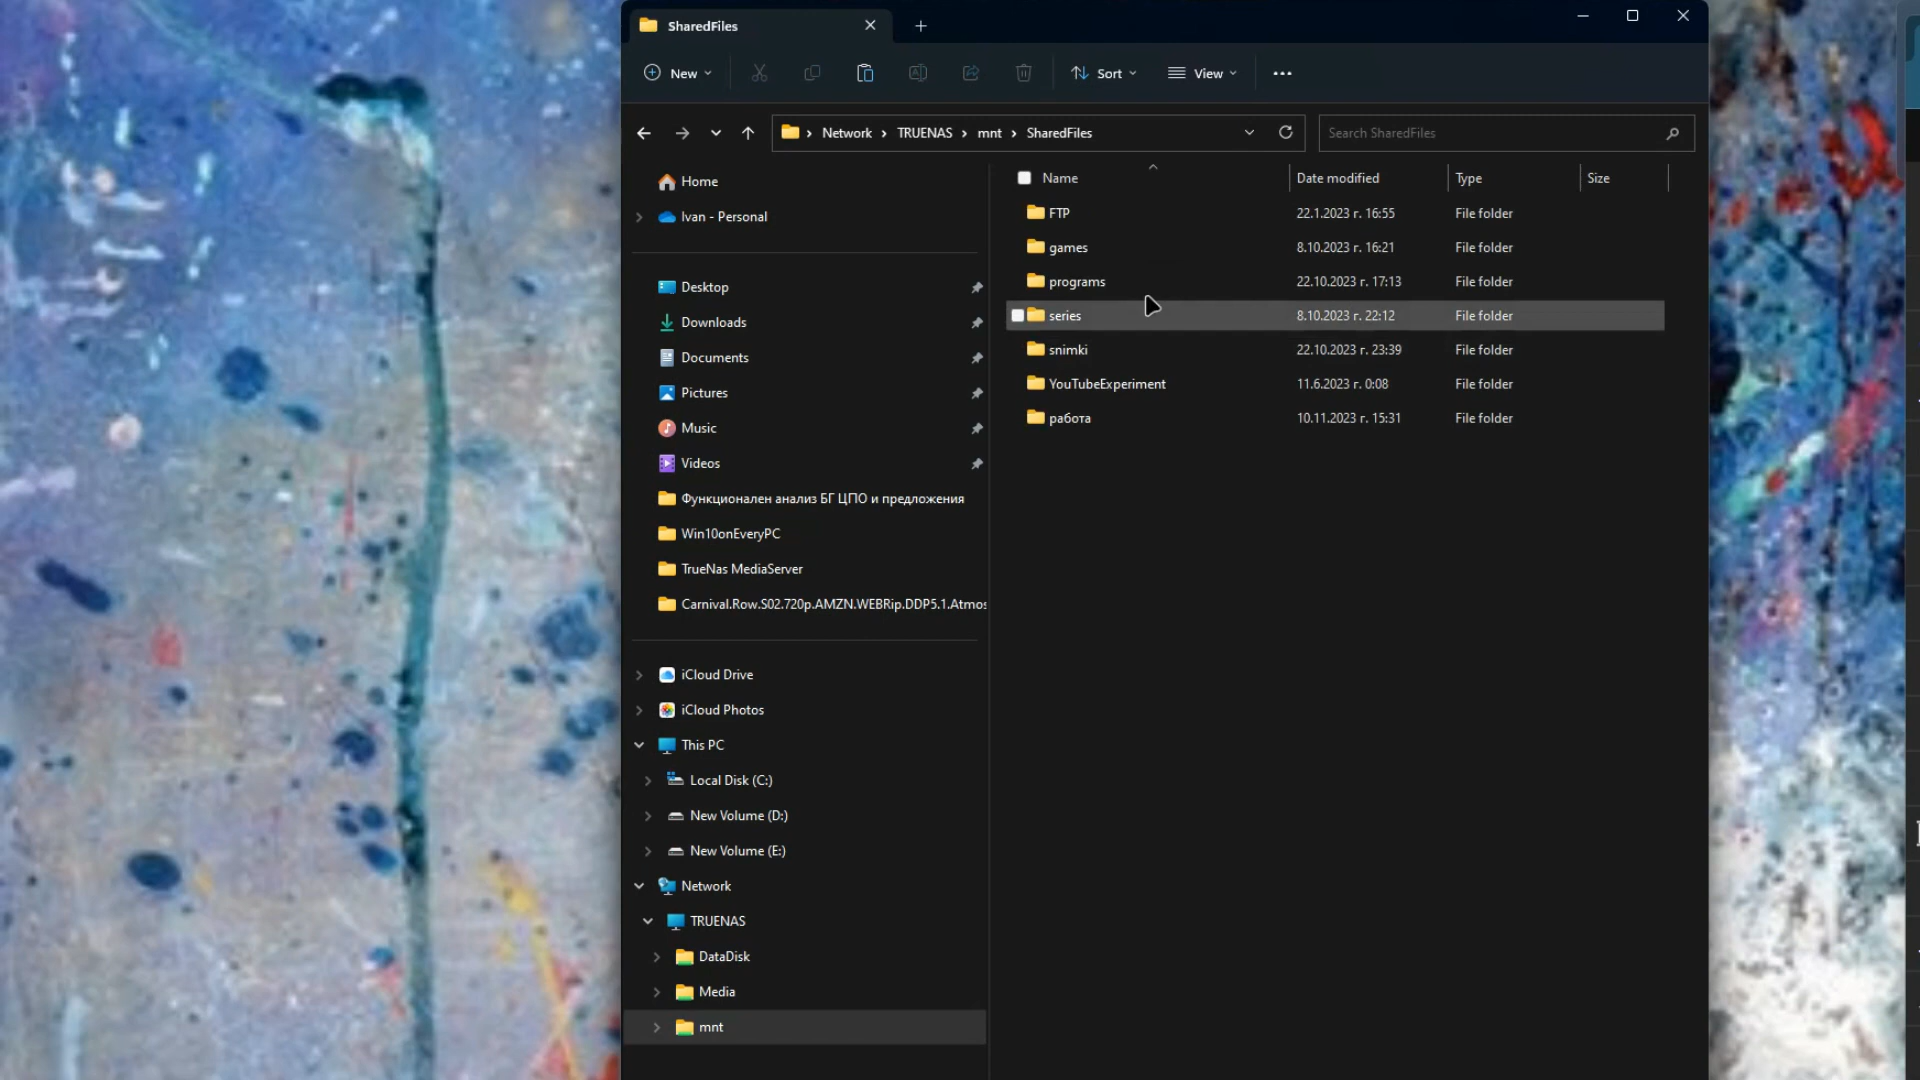 SharedFiles
New
Sort
View
Network > TRUENAS > mnt > SharedFiles
Search SharedFiles
Home
Ivan - Personal
Desktop
Downloads
Documents
Pictures
Music
Videos
Функционален анализ БГ ЦПО и предложения
Win10onEveryPC
TrueNas MediaServer
Carnival.Row.S02.720p.AMZN.WEBRip.DDP5.1.Atmos
iCloud Drive
iCloud Photos
This PC
Local Disk (C:)
New Volume (D:)
New Volume (E:)
Network
TRUENAS
DataDisk
Media
mnt
Name Date modified Type Size
FTP 22.1.2023 г. 16:55 File folder
games 8.10.2023 г. 16:21 File folder
programs 22.10.2023 г. 17:13 File folder
series 8.10.2023 г. 22:12 File folder
snimki 22.10.2023 г. 23:39 File folder
YouTubeExperiment 11.6.2023 г. 0:08 File folder
работа 10.11.2023 г. 15:31 File folder